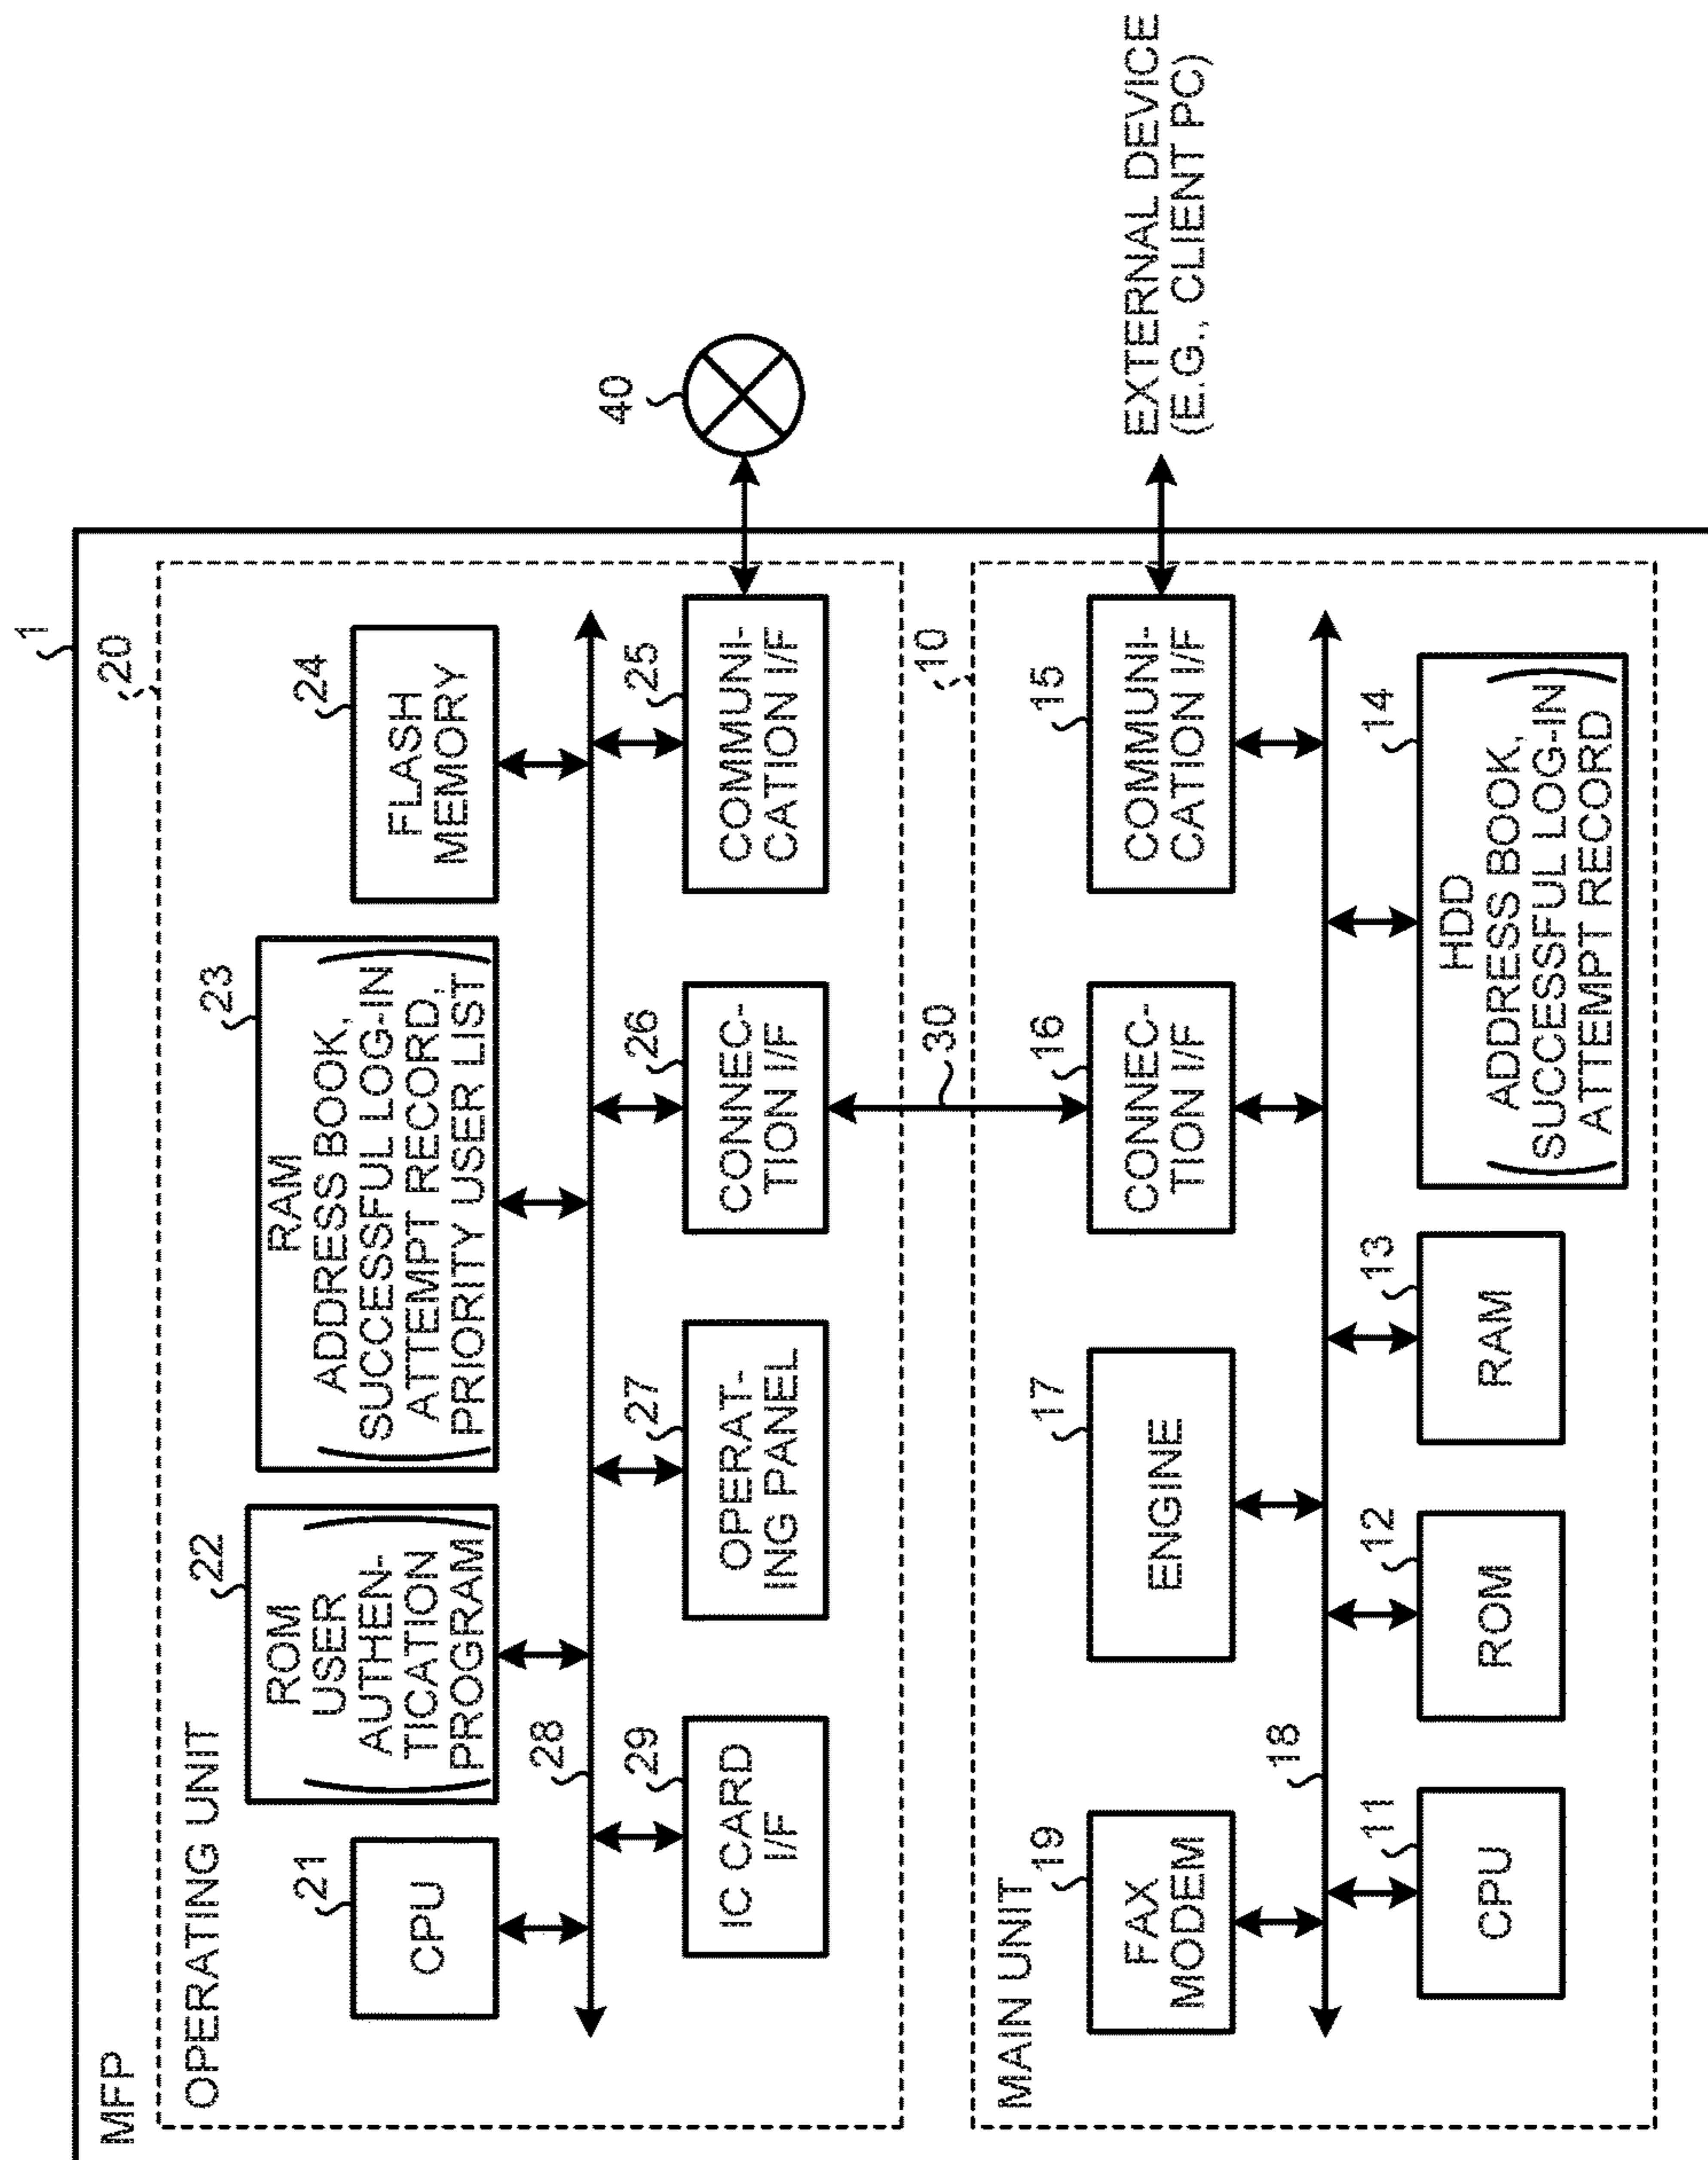 1
MFP
20
OPERATING UNIT
21
CPU
22
ROM
USER
AUTHEN-
TICATION
PROGRAM
23
RAM
ADDRESS BOOK,
SUCCESSFUL LOG-IN
ATTEMPT RECORD,
PRIORITY USER LIST
24
FLASH
MEMORY
28
29
IC CARD
I/F
27
OPERAT-
ING PANEL
26
CONNEC-
TION I/F
25
COMMUNI-
CATION I/F
40
30
10
MAIN UNIT
19
FAX
MODEM
17
ENGINE
16
CONNEC-
TION I/F
15
COMMUNI-
CATION I/F
EXTERNAL DEVICE
(E.G., CLIENT PC)
18
11
CPU
12
ROM
13
RAM
14
HDD
ADDRESS BOOK,
SUCCESSFUL LOG-IN
ATTEMPT RECORD